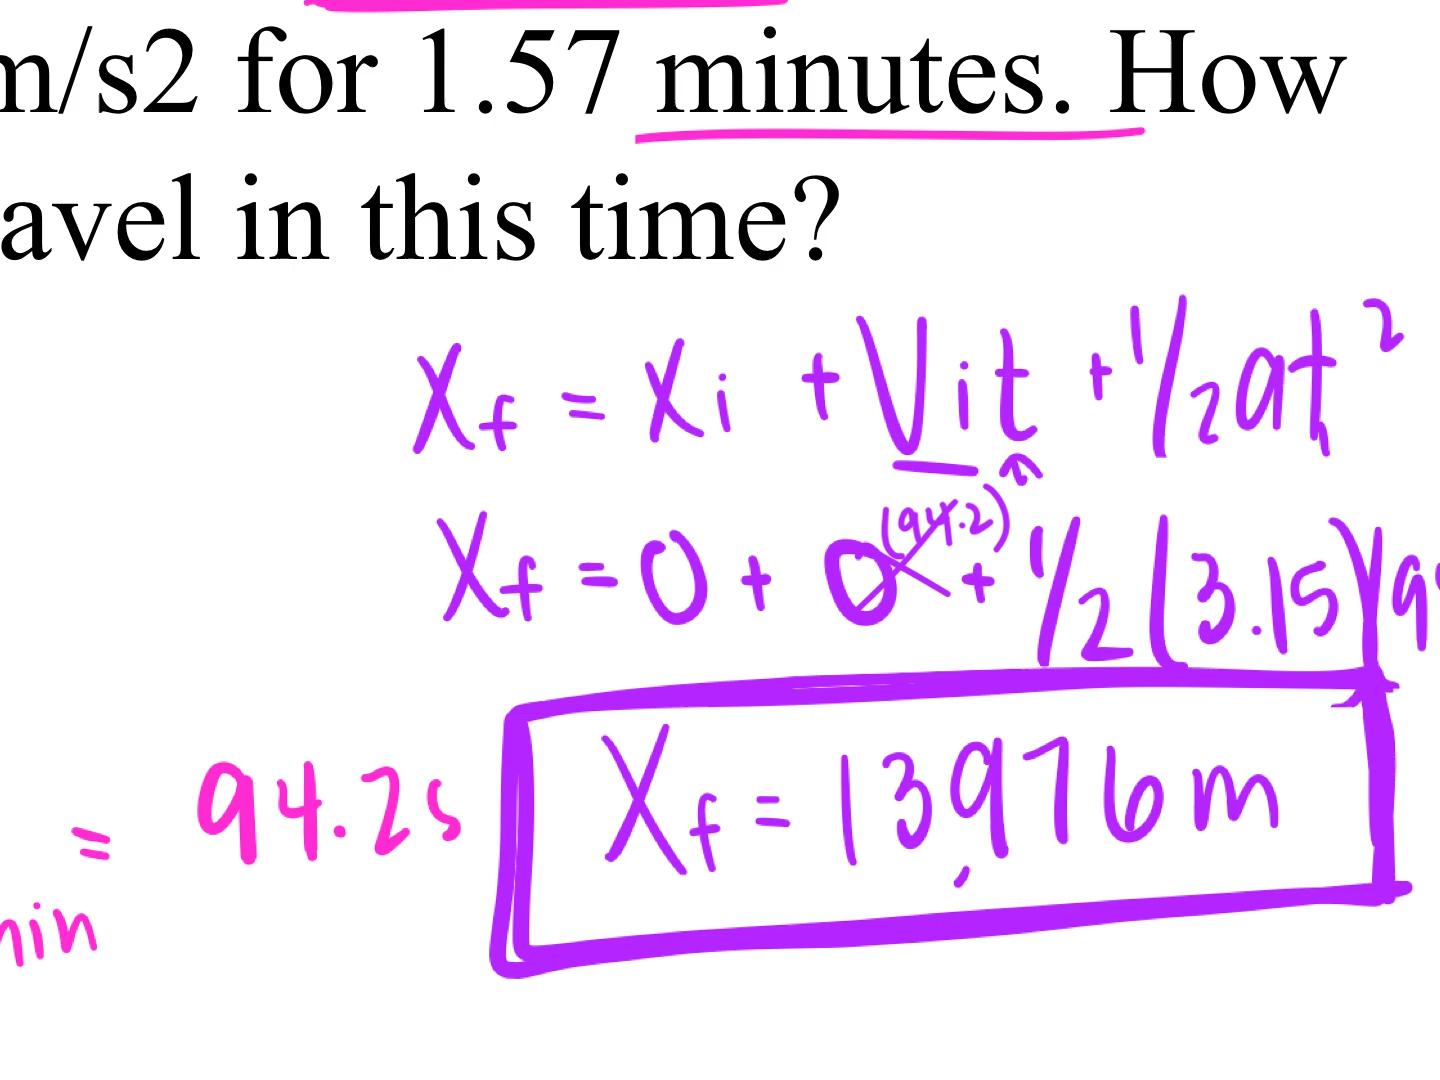 m/s2 for 1.57 minutes. How
avel in this time?
Xf = Xi + Vit + 1/2at²
Xf = 0 + 0(94.2) + 1/2(3.15)(9
= 94.2s
Xf = 13,976m
min